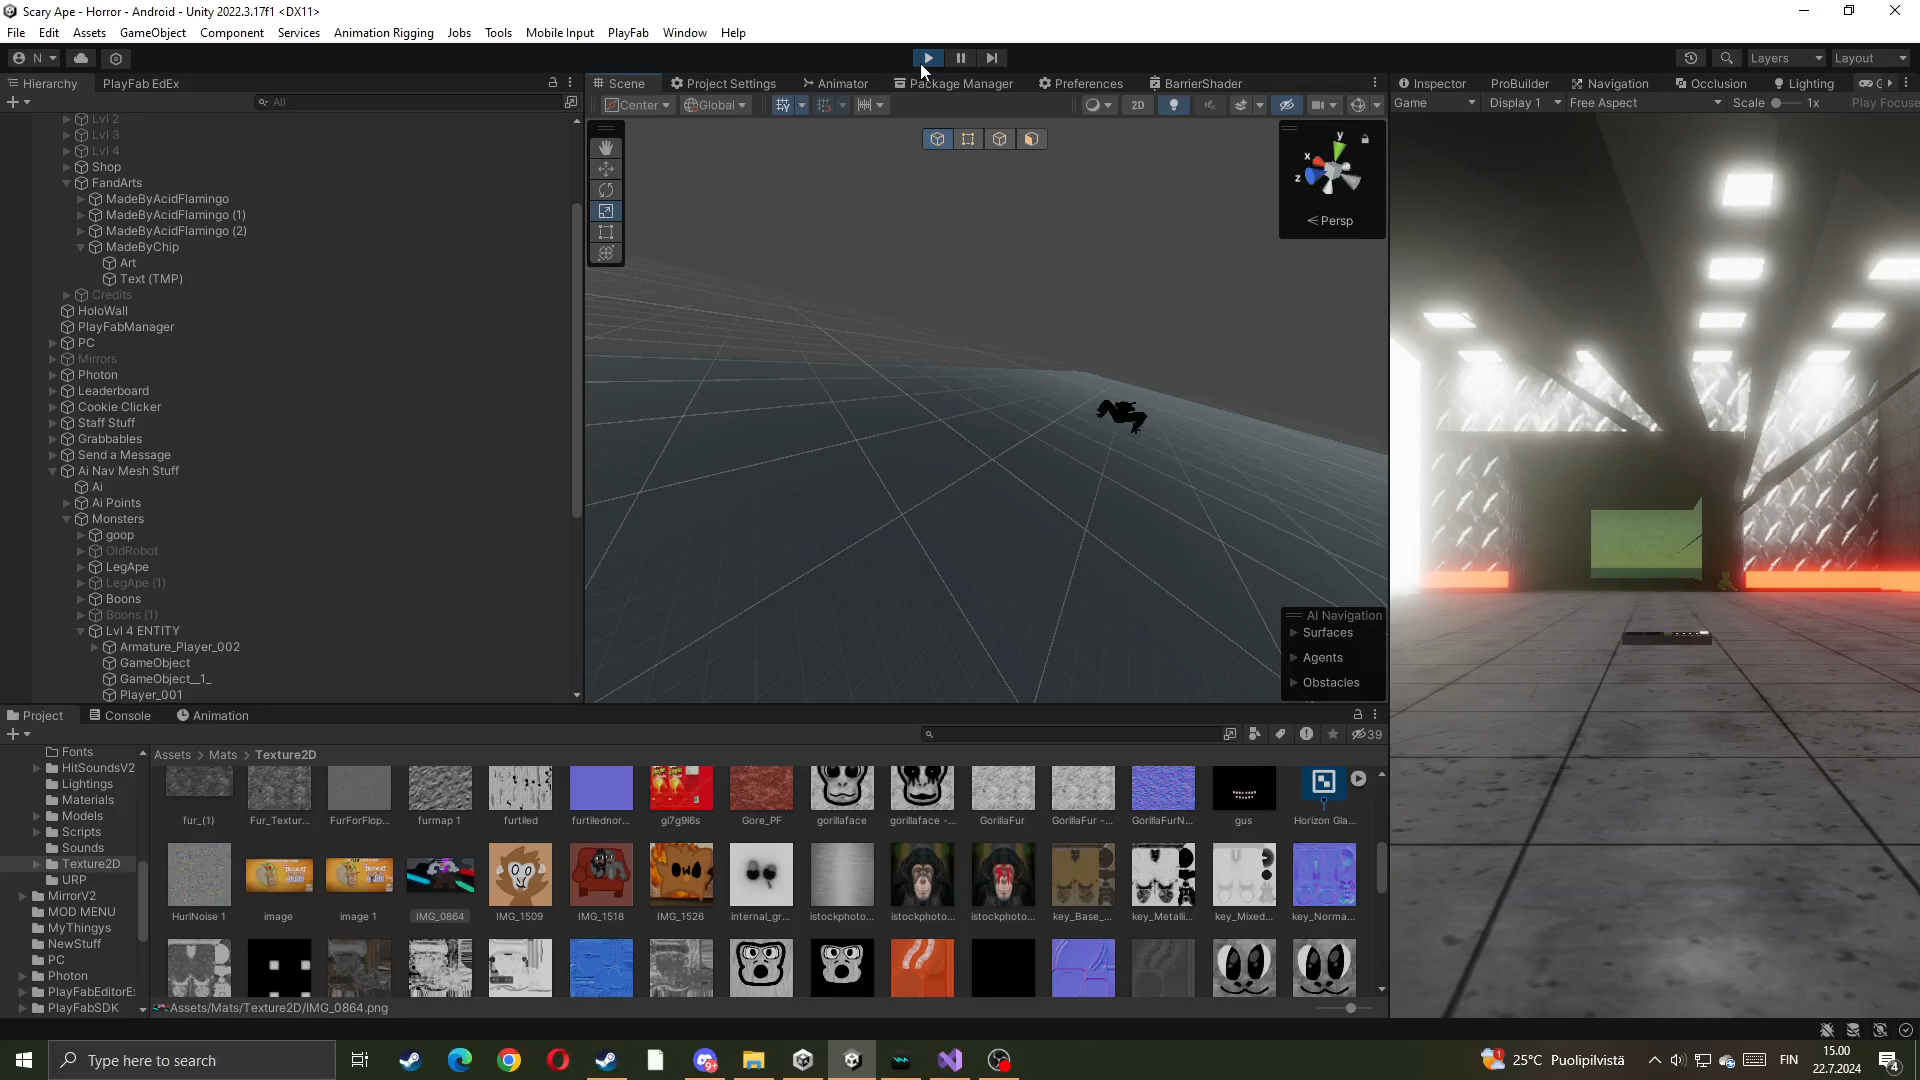 Scary Ape - Horror - Android - Unity 2022.3.17f1 <DX11>
File Edit Assets GameObject Component Services Animation Rigging Jobs Tools Mobile Input PlayFab Window Help
N Layers Layout
Hierarchy PlayFab EdEx Scene Project Settings Animator Package Manager Preferences BarrierShader Inspector ProBuilder Navigation Occlusion Lighting
All Center Global 2D Game Display 1 Free Aspect Scale 1x Play Focuse
Lvl 2
Lvl 3
Lvl 4
Shop
FandArts
MadeByAcidFlamingo
MadeByAcidFlamingo (1)
MadeByAcidFlamingo (2)
MadeByChip
Art
Text (TMP)
Credits
HoloWall
PlayFabManager
PC
Mirrors
Photon
Leaderboard
Cookie Clicker
Staff Stuff
Grabbables
Send a Message
Ai Nav Mesh Stuff
Ai
Ai Points
Monsters
goop
OldRobot
LegApe
LegApe (1)
Boons
Boons (1)
Lvl 4 ENTITY
Armature_Player_002
GameObject
GameObject__1_
Player_001
y
x
z
Persp
AI Navigation
Surfaces
Agents
Obstacles
Project Console Animation
39
Fonts
HitSoundsV2
Lightings
Materials
Models
Scripts
Sounds
Texture2D
URP
MirrorV2
MOD MENU
MyThingys
NewStuff
PC
Photon
PlayFabEditorE:
PlayFabSDK
Assets > Mats > Texture2D
fur_(1) Fur_Textur... FurForFlop... furmap 1 furtiled furtilednor... gi7g9l6s Gore_PF gorillaface gorillaface -... GorillaFur GorillaFur -... GorillaFurN... gus Horizon Gla...
HurlNoise 1 image image 1 IMG_0864 IMG_1509 IMG_1518 IMG_1526 internal_gr... istockphoto... istockphoto... istockphoto... key_Base_... key_Metalli... key_Mixed... key_Norma...
Assets/Mats/Texture2D/IMG_0864.png
Type here to search
9+
1
25°C Puolipilvistä
FIN
15.00
22.7.2024
4